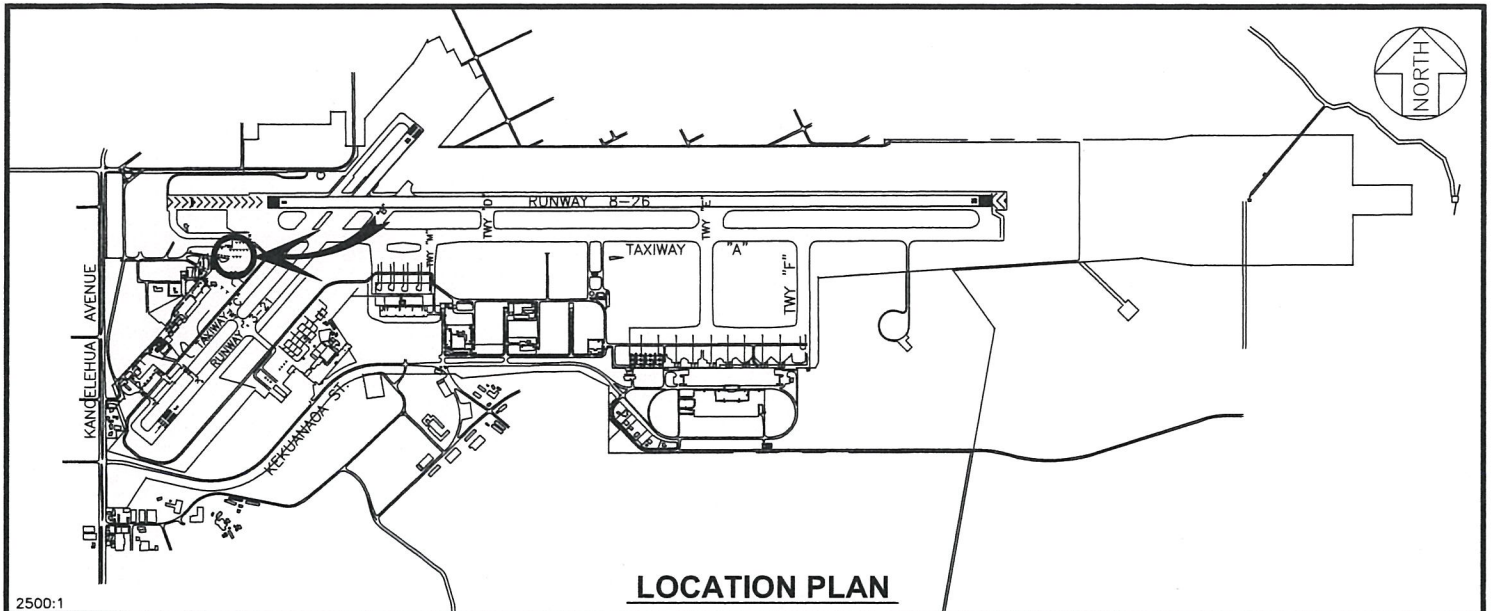 NORTH
RUNWAY 8-26
TWY "D"
TWY "E"
TWY "M"
TAXIWAY "A"
TWY "F"
KANOELEHUA AVENUE
TAXIWAY C
RUNWAY 3-21
KEKUANAOA ST.
LOCATION PLAN
2500:1